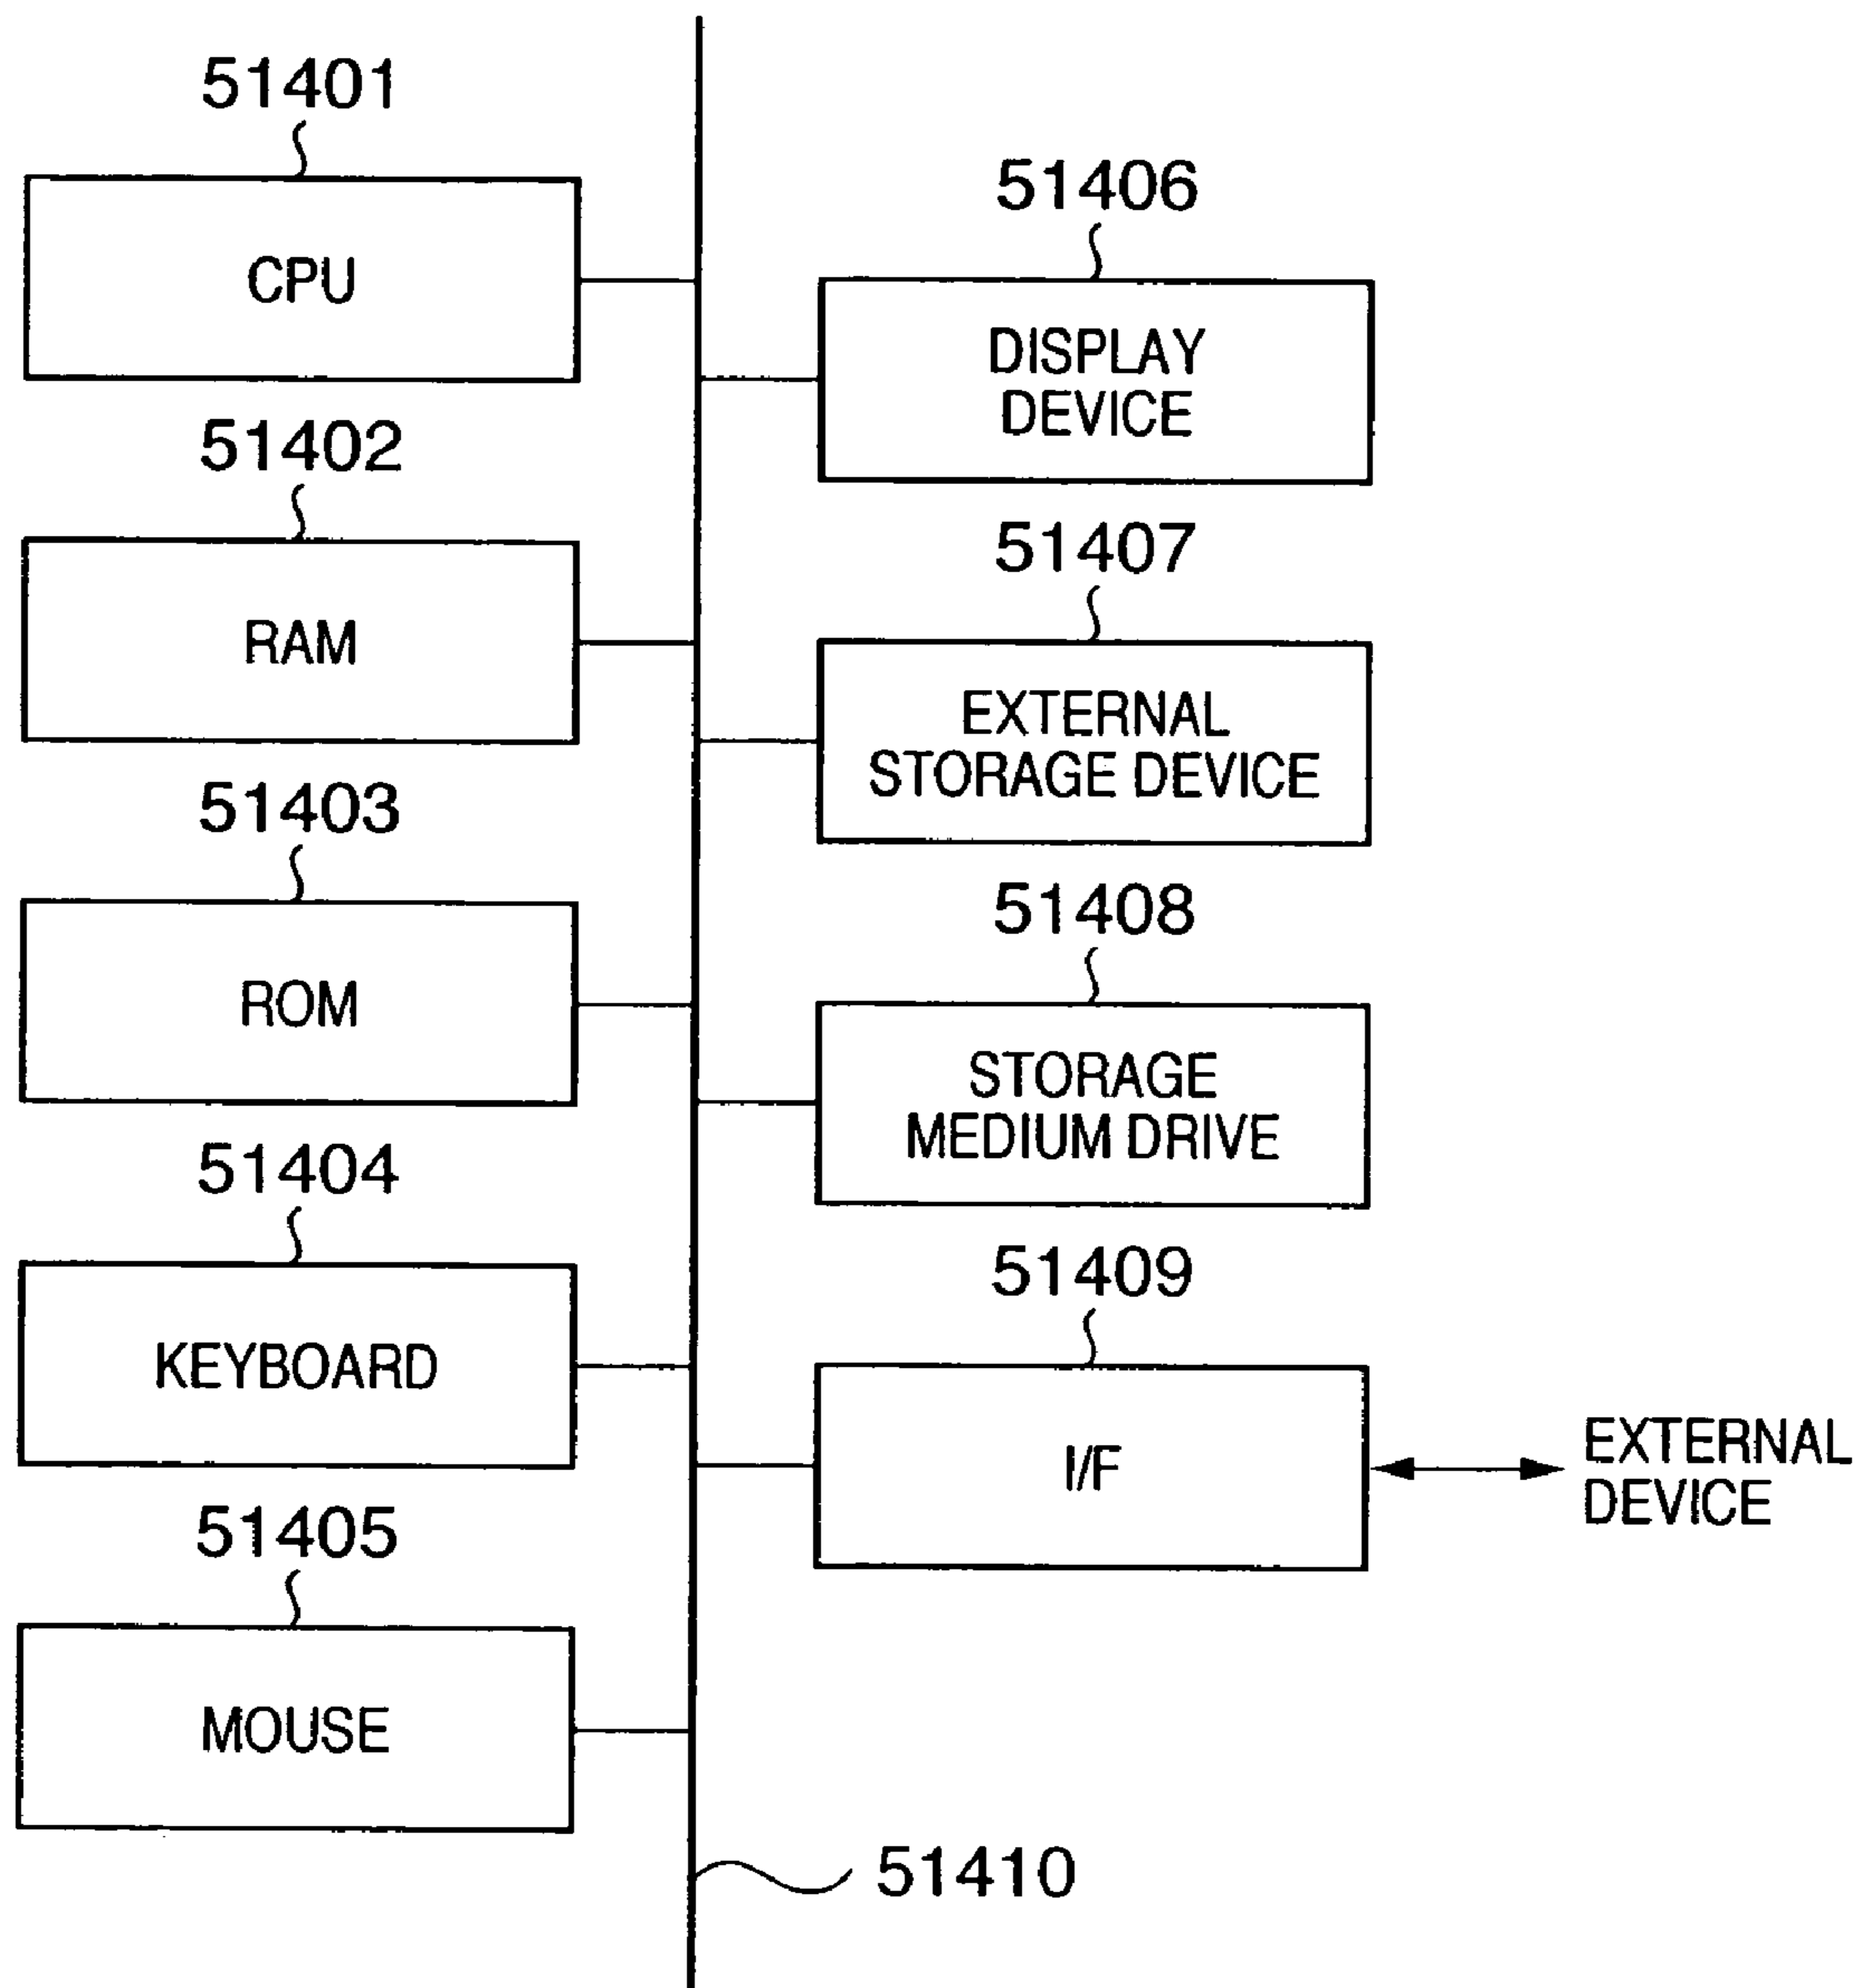 51401
CPU
51402
RAM
51403
ROM
51404
KEYBOARD
51405
MOUSE
51406
DISPLAY
DEVICE
51407
EXTERNAL
STORAGE DEVICE
51408
STORAGE
MEDIUM DRIVE
51409
I/F
EXTERNAL
DEVICE
51410